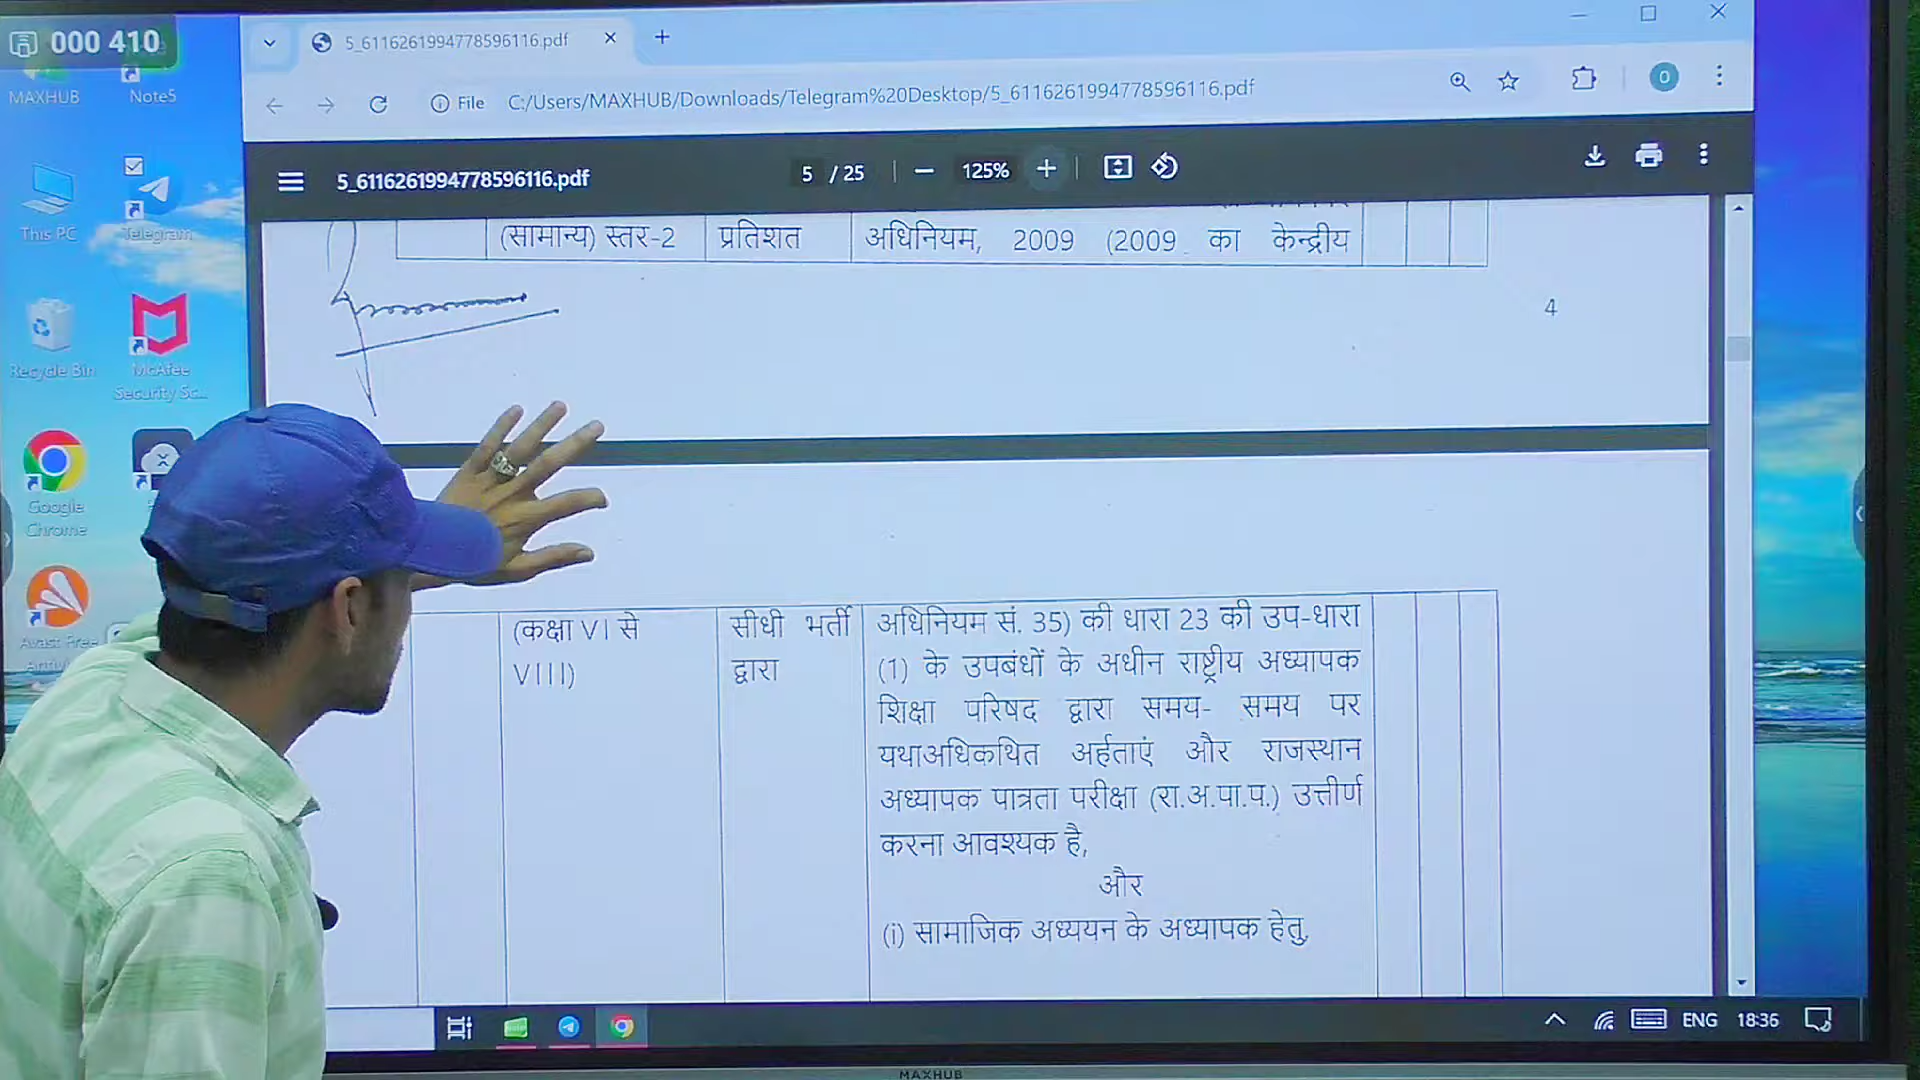 000 410
5_6116261994778596116.pdf
File C:/Users/MAXHUB/Downloads/Telegram%20Desktop/5_6116261994778596116.pdf
5_6116261994778596116.pdf 5 / 25 125%
MAXHUB Note5
This PC Telegram
Recycle Bin McAfee
Security Sc...
Google
Chrome
Avast Free
(सामान्य) स्तर-2 प्रतिशत अधिनियम, 2009 (2009 का केन्द्रीय
4
(कक्षा VI से सीधी भर्ती अधिनियम सं. 35) की धारा 23 की उप-धारा
VIII) द्वारा (1) के उपबंधों के अधीन राष्ट्रीय अध्यापक
शिक्षा परिषद द्वारा समय- समय पर
यथाअधिकथित अर्हताएं और राजस्थान
अध्यापक पात्रता परीक्षा (रा.अ.पा.प.) उत्तीर्ण
करना आवश्यक है,
और
(i) सामाजिक अध्ययन के अध्यापक हेतु,
ENG 18:36
MAXHUB